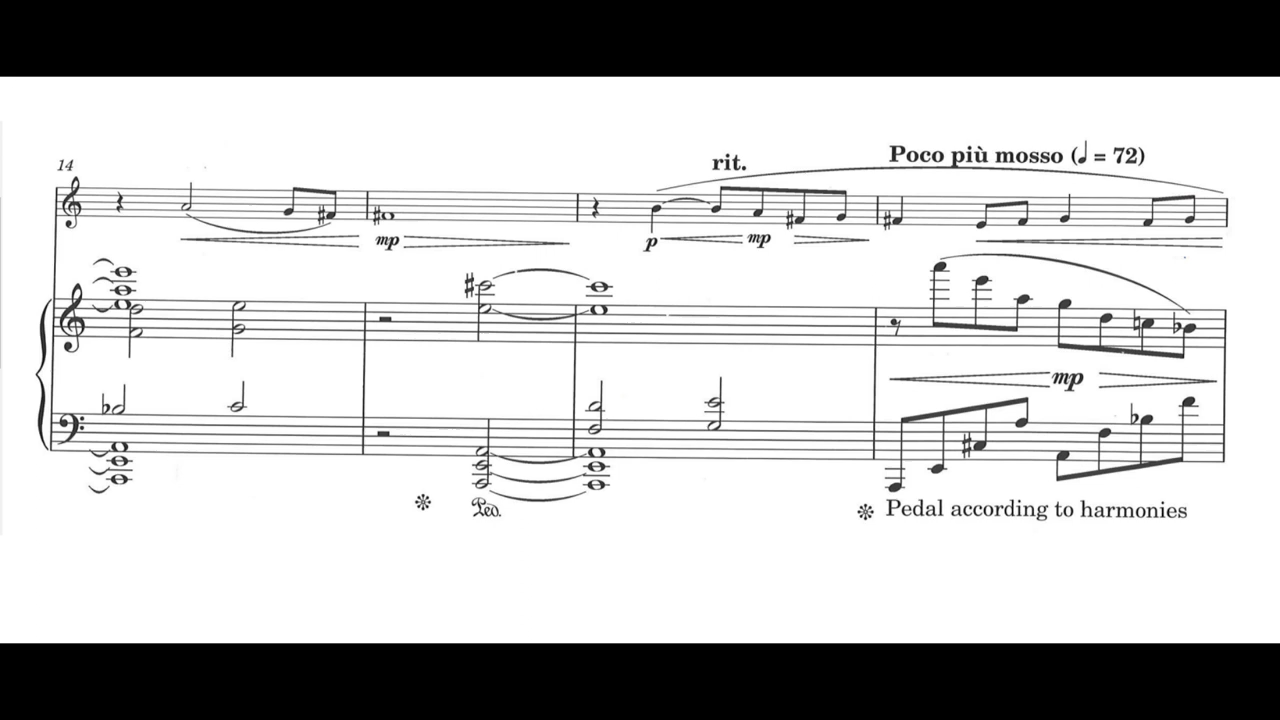 14
rit.
Poco più mosso (♩ = 72)
mp
p
mp
mp
Ped.
Pedal according to harmonies